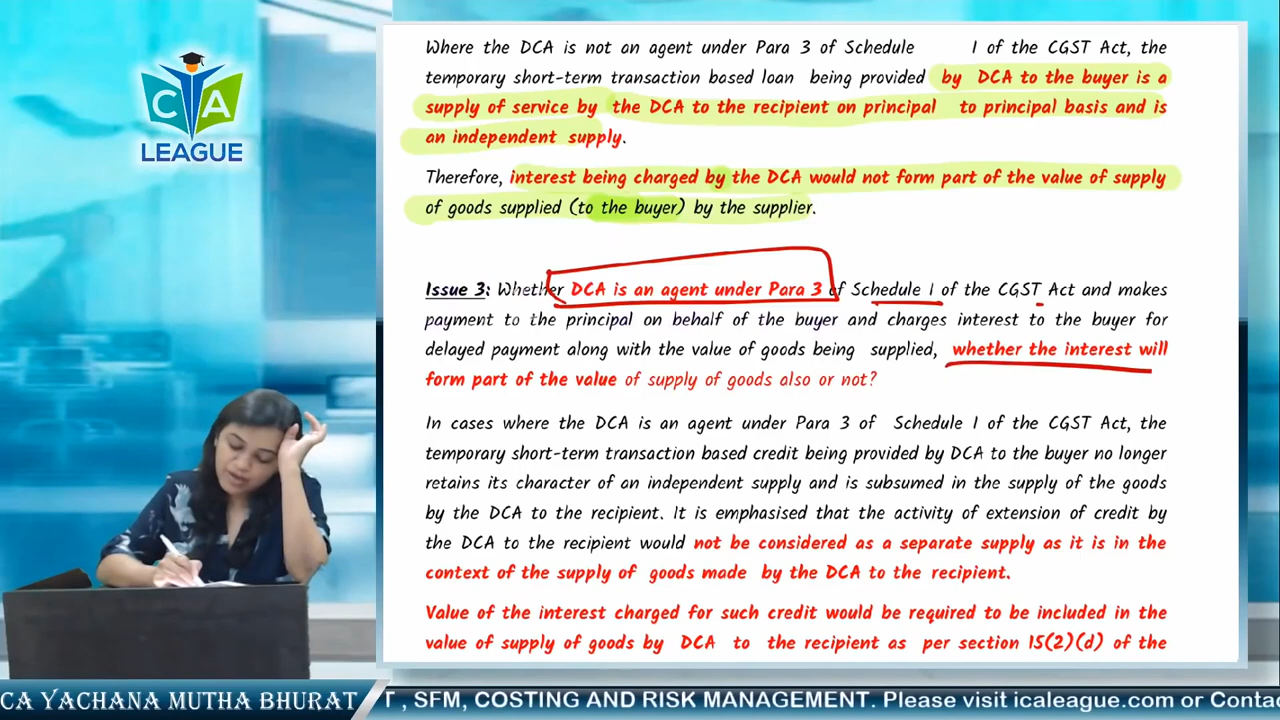 CA
LEAGUE
Where the DCA is not an agent under Para 3 of Schedule I of the CGST Act, the
temporary short-term transaction based loan being provided by DCA to the buyer is a
supply of service by the DCA to the recipient on principal to principal basis and is
an independent supply.
Therefore, interest being charged by the DCA would not form part of the value of supply
of goods supplied (to the buyer) by the supplier.
Issue 3: Whether DCA is an agent under Para 3 of Schedule I of the CGST Act and makes
payment to the principal on behalf of the buyer and charges interest to the buyer for
delayed payment along with the value of goods being supplied, whether the interest will
form part of the value of supply of goods also or not?
In cases where the DCA is an agent under Para 3 of Schedule I of the CGST Act, the
temporary short-term transaction based credit being provided by DCA to the buyer no longer
retains its character of an independent supply and is subsumed in the supply of the goods
by the DCA to the recipient. It is emphasised that the activity of extension of credit by
the DCA to the recipient would not be considered as a separate supply as it is in the
context of the supply of goods made by the DCA to the recipient.
Value of the interest charged for such credit would be required to be included in the
value of supply of goods by DCA to the recipient as per section 15(2)(d) of the
CA YACHANA MUTHA BHURAT
T , SFM, COSTING AND RISK MANAGEMENT. Please visit icaleague.com or Conta